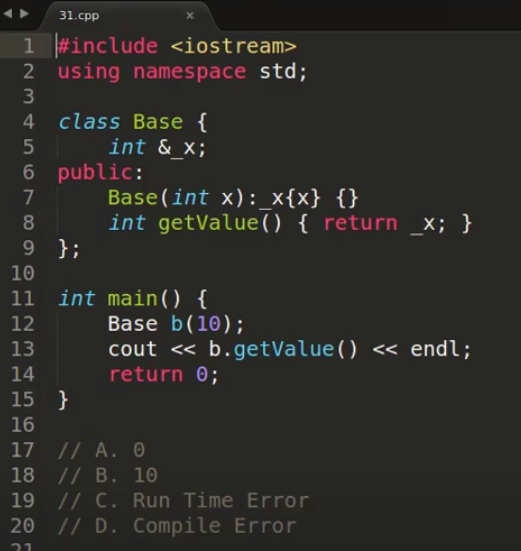 31.cpp ×
1 #include <iostream>
2 using namespace std;
3
4 class Base {
5     int &_x;
6 public:
7     Base(int x):_x{x} {}
8     int getValue() { return _x; }
9 };
10
11 int main() {
12     Base b(10);
13     cout << b.getValue() << endl;
14     return 0;
15 }
16
17 // A. 0
18 // B. 10
19 // C. Run Time Error
20 // D. Compile Error
21